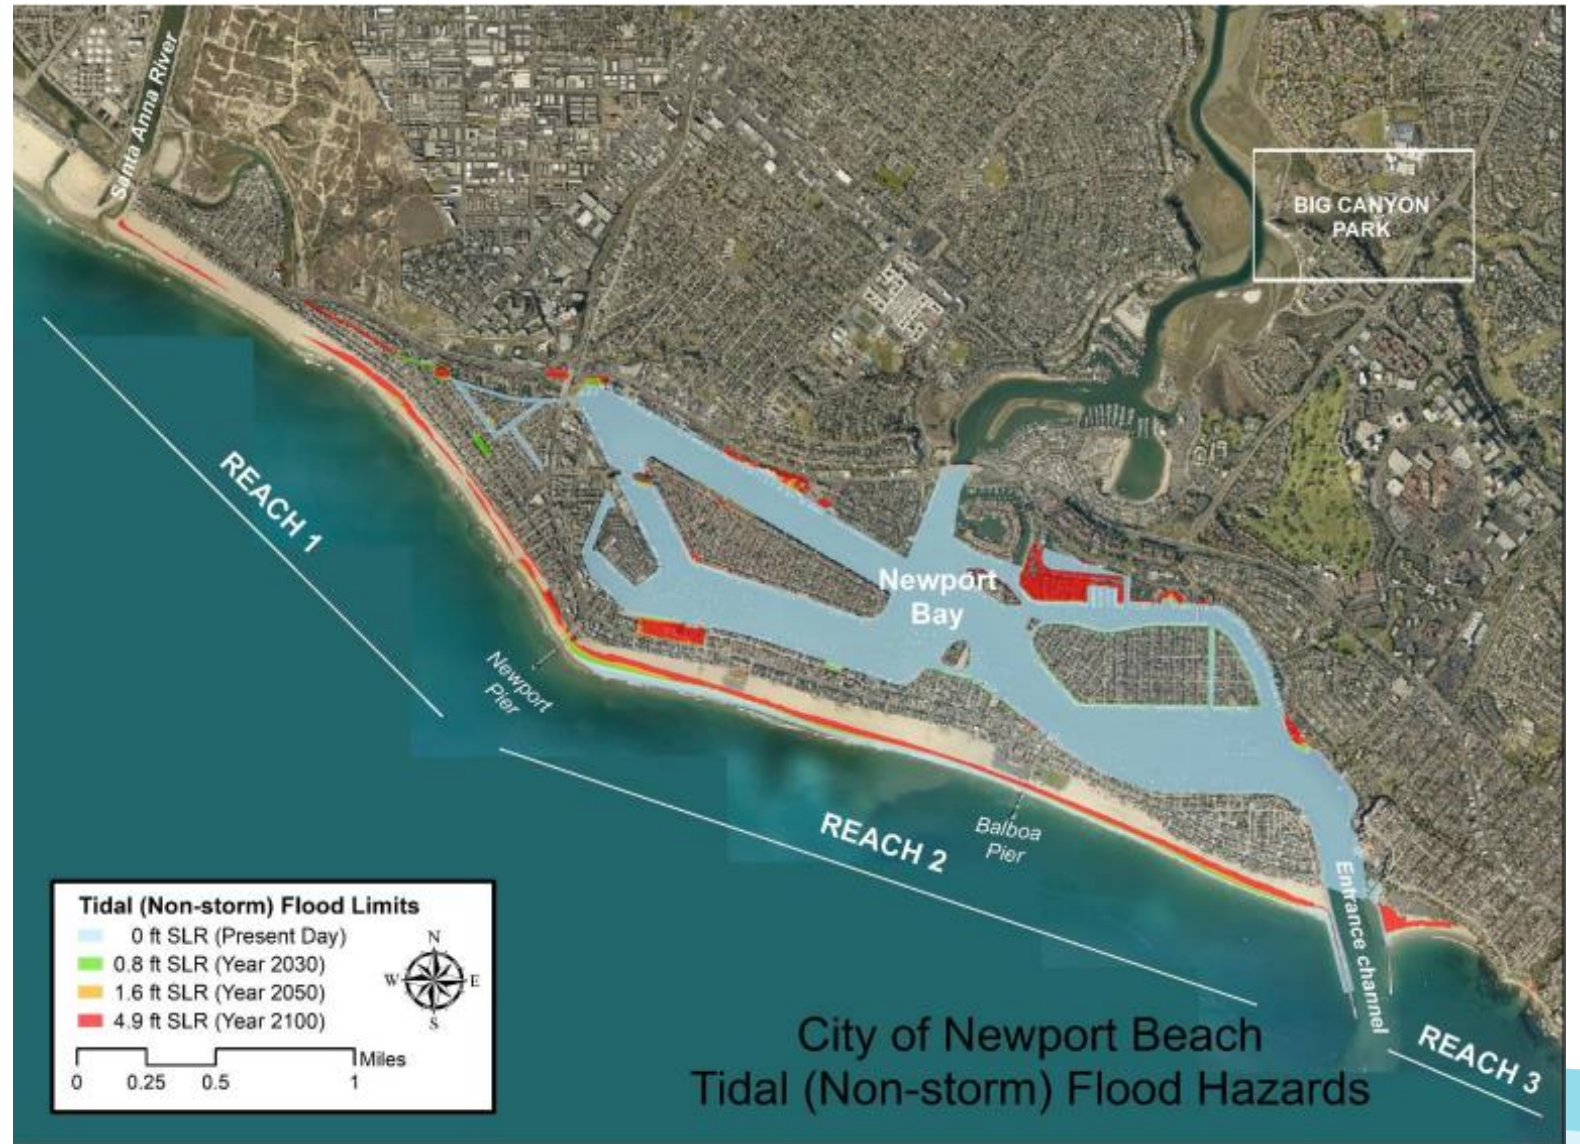 Santa Anna River
BIG CANYON
PARK
REACH 1
Newport
Bay
Newport
Pier
REACH 2
Balboa
Pier
Entrance channel
REACH 3
Tidal (Non-storm) Flood Limits
0 ft SLR (Present Day)
0.8 ft SLR (Year 2030)
1.6 ft SLR (Year 2050)
4.9 ft SLR (Year 2100)
N
W E
S
Miles
0 0.25 0.5 1
City of Newport Beach
Tidal (Non-storm) Flood Hazards